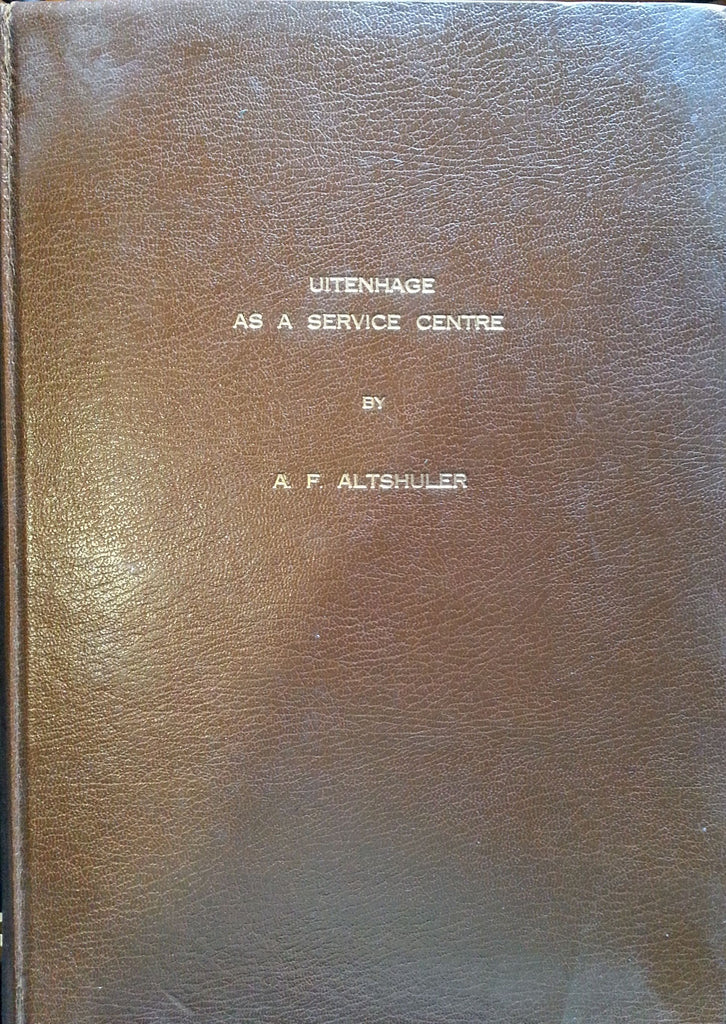 UITENHAGE
AS A SERVICE CENTRE
BY
A. F. ALTSHULER